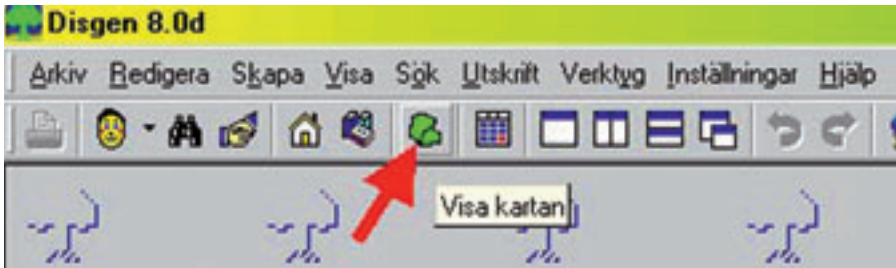 Disgen 8.0d
Arkiv Redigera Skapa Visa Sök Utskrift Verktyg Inställningar Hjälp
Visa kartan